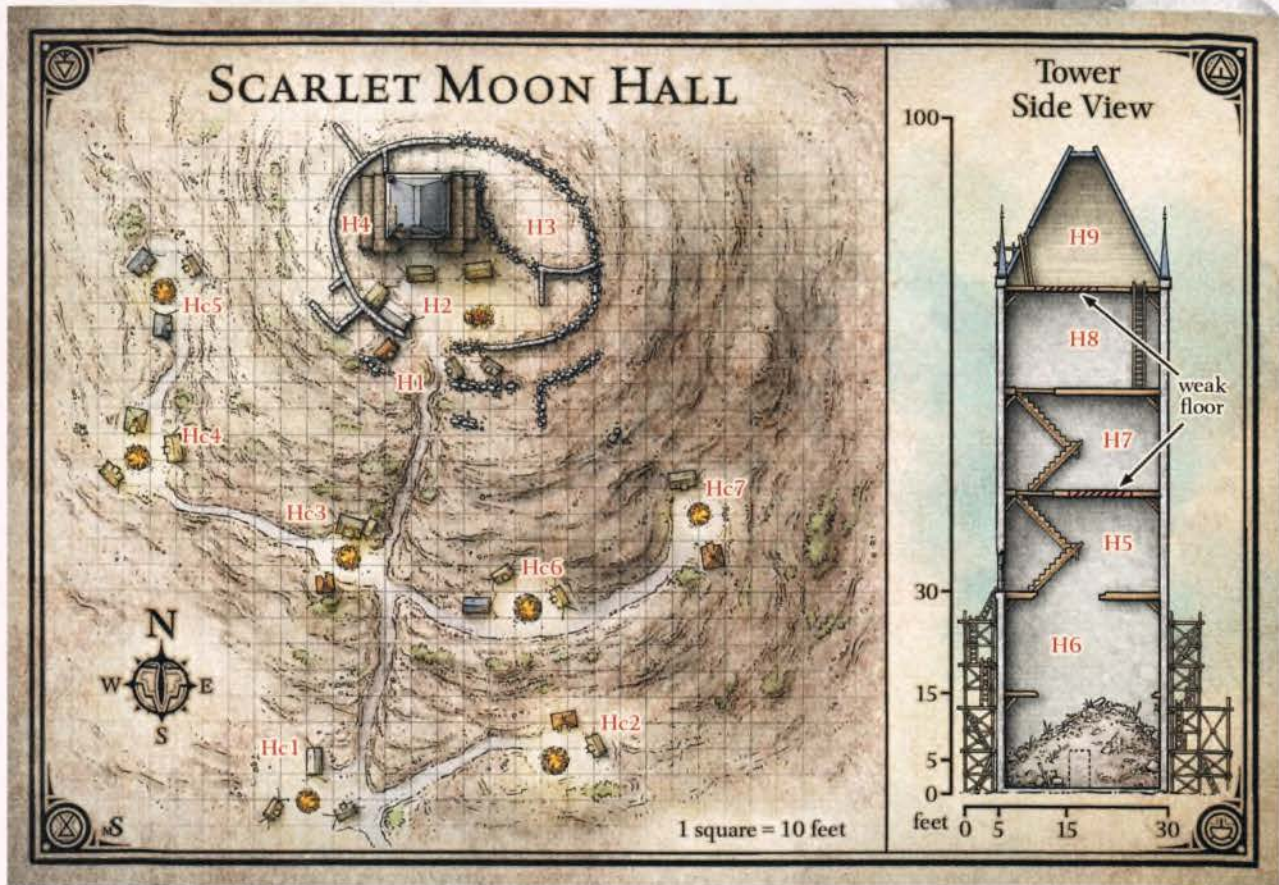 SCARLET MOON HALL
H4
H3
H2
Hc5
H1
Hc4
Hc7
Hc3
Hc6
N
W E
S
Hc2
Hc1
1 square = 10 feet
Tower
Side View
100
H9
H8
weak
floor
H7
H5
30
H6
15
5
0
feet 0 5 15 30